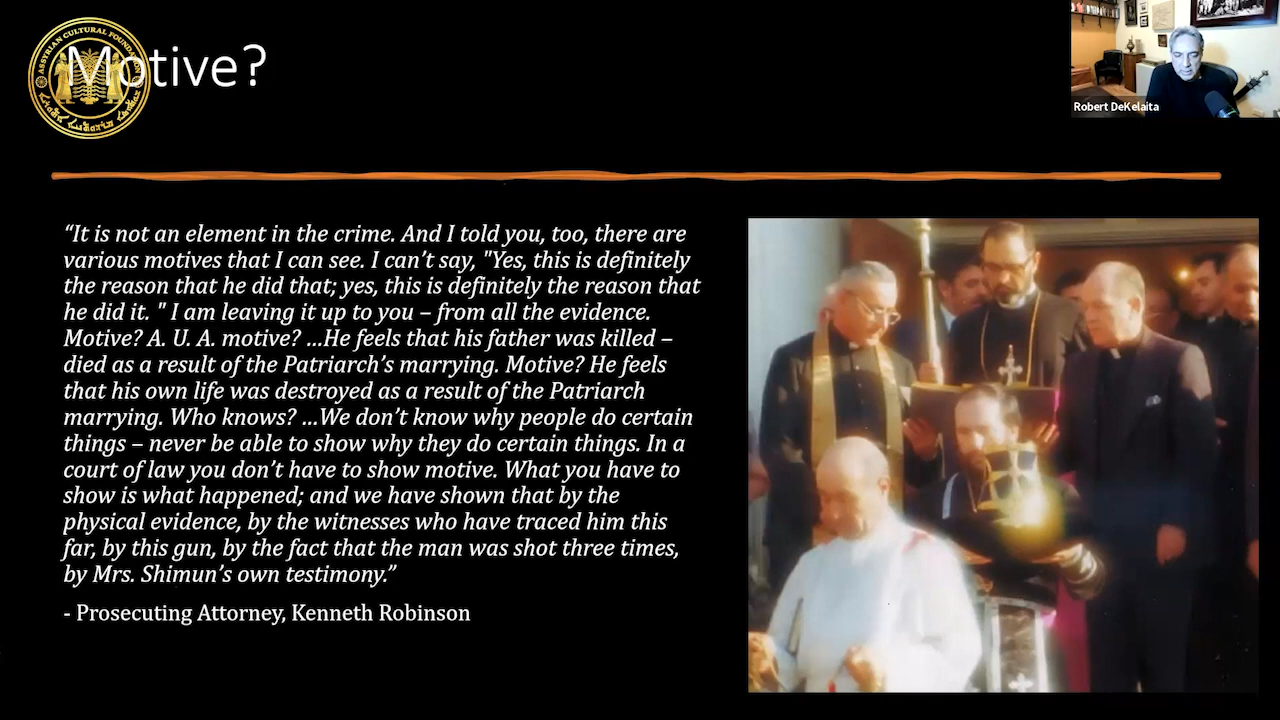 ASSYRIAN CULTURAL FOUNDATION
Motive?
Robert DeKelaita
“It is not an element in the crime. And I told you, too, there are
various motives that I can see. I can’t say, "Yes, this is definitely
the reason that he did that; yes, this is definitely the reason that
he did it. " I am leaving it up to you – from all the evidence.
Motive? A. U. A. motive? ...He feels that his father was killed –
died as a result of the Patriarch’s marrying. Motive? He feels
that his own life was destroyed as a result of the Patriarch
marrying. Who knows? ...We don’t know why people do certain
things – never be able to show why they do certain things. In a
court of law you don’t have to show motive. What you have to
show is what happened; and we have shown that by the
physical evidence, by the witnesses who have traced him this
far, by this gun, by the fact that the man was shot three times,
by Mrs. Shimun’s own testimony.”
- Prosecuting Attorney, Kenneth Robinson